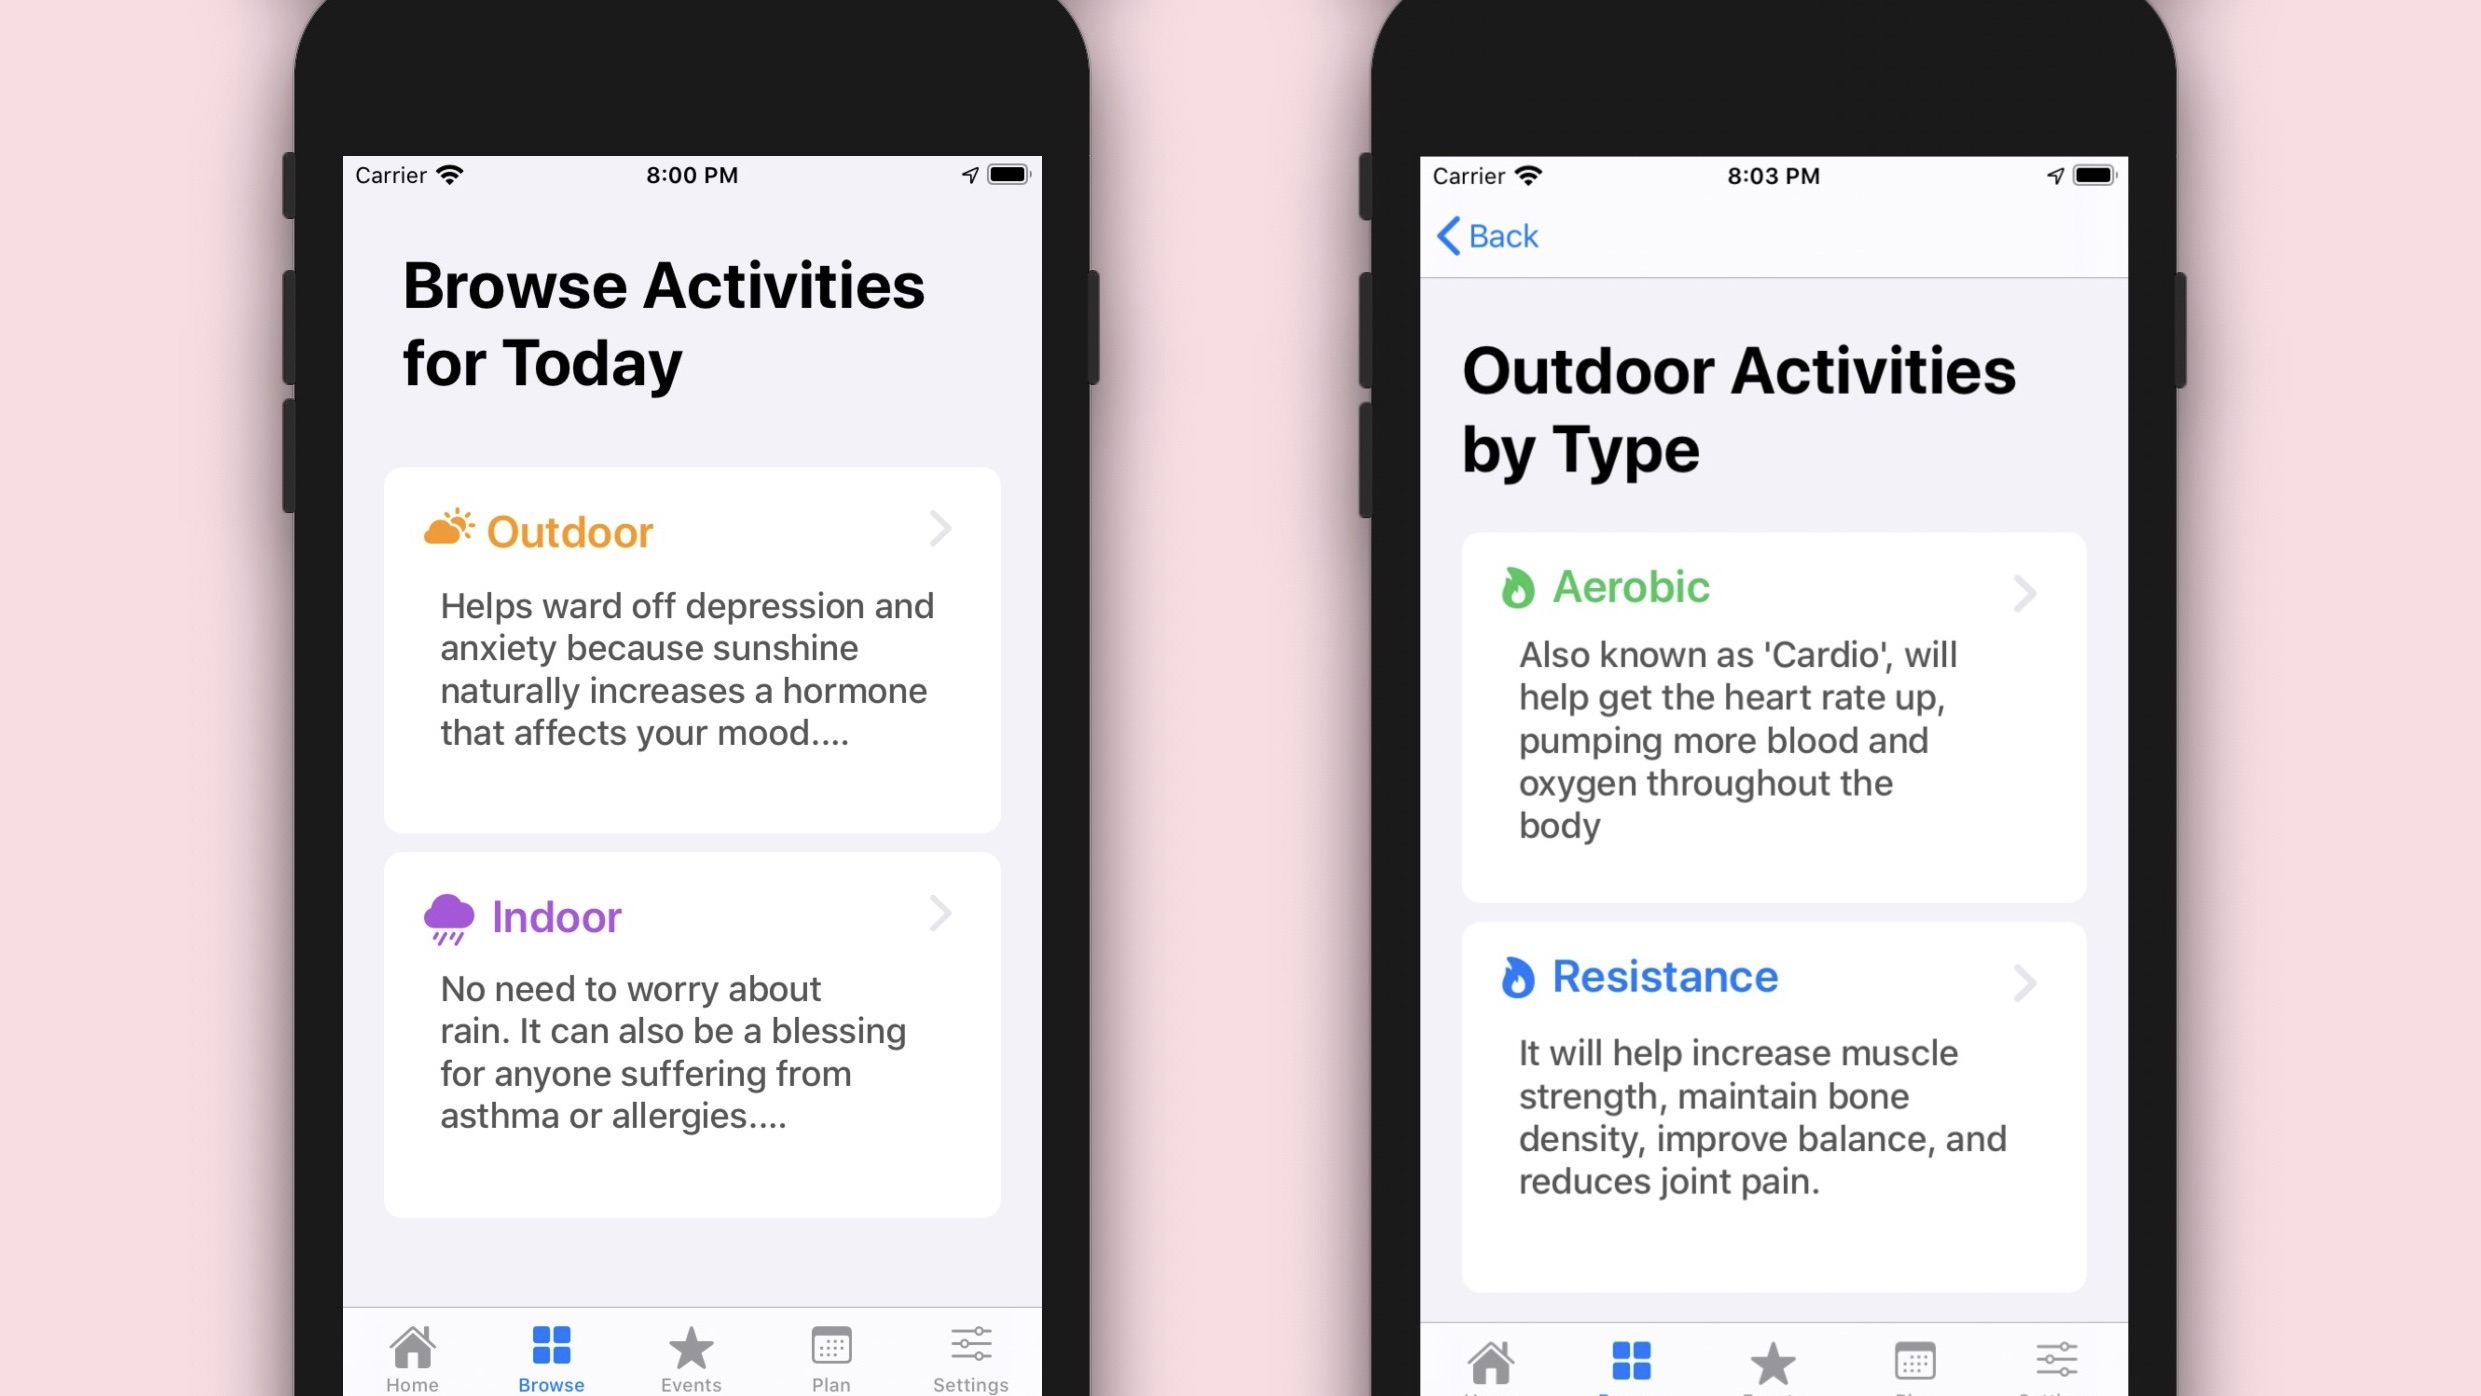 Carrier 8:00 PM
Browse Activities
for Today
Outdoor
Helps ward off depression and
anxiety because sunshine
naturally increases a hormone
that affects your mood....
Indoor
No need to worry about
rain. It can also be a blessing
for anyone suffering from
asthma or allergies....
Home Browse Events Plan Settings
Carrier 8:03 PM
Back
Outdoor Activities
by Type
Aerobic
Also known as 'Cardio', will
help get the heart rate up,
pumping more blood and
oxygen throughout the
body
Resistance
It will help increase muscle
strength, maintain bone
density, improve balance, and
reduces joint pain.